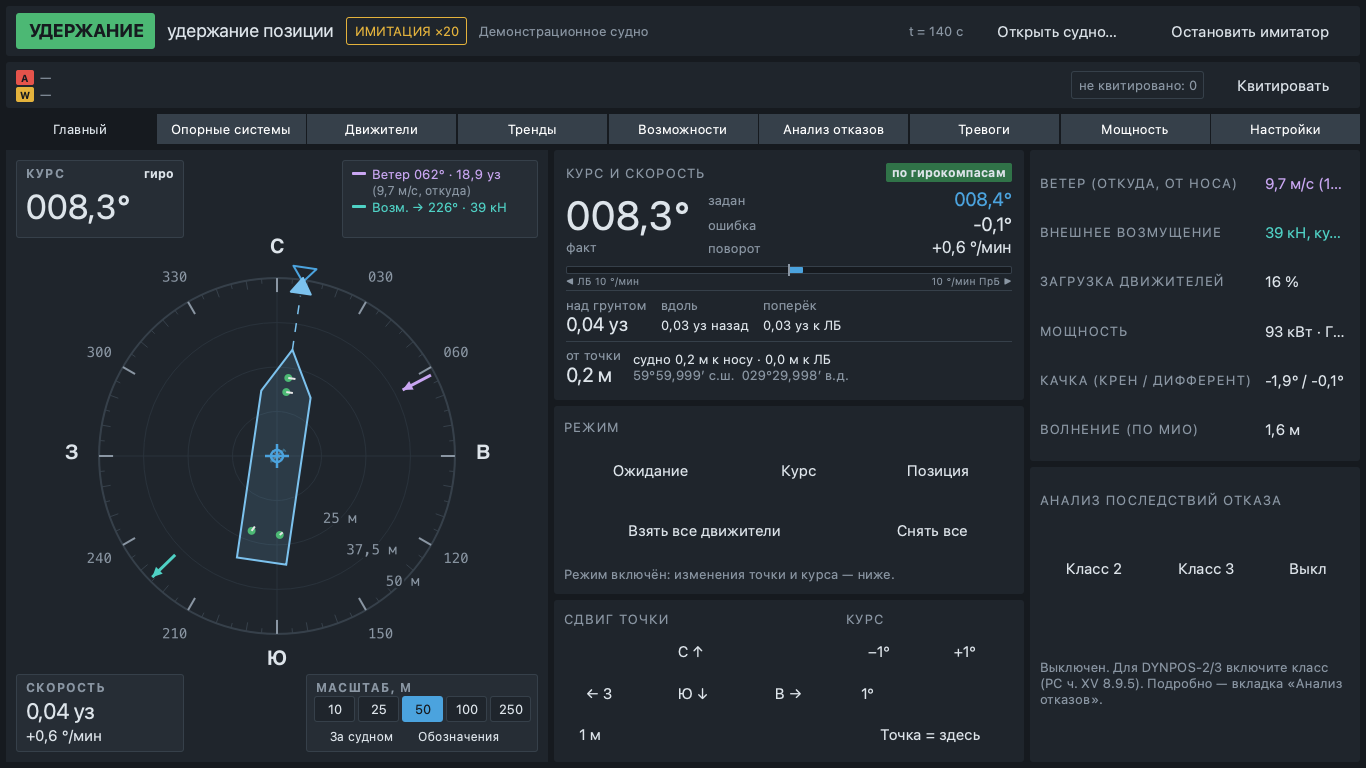 УДЕРЖАНИЕ удержание позиции ИМИТАЦИЯ ×20 Демонстрационное судно t = 140 с Открыть судно... Остановить имитатор
A —
W —
не квитировано: 0 Квитировать
Главный Опорные системы Движители Тренды Возможности Анализ отказов Тревоги Мощность Настройки
КУРС гиро
008,3°
Ветер 062° · 18,9 уз
(9,7 м/с, откуда)
Возм. → 226° · 39 кН
С
330 030
300 060
З В
25 м
37,5 м
240 120
50 м
210 150
Ю
СКОРОСТЬ
0,04 уз
+0,6 °/мин
МАСШТАБ, М
10 25 50 100 250
За судном Обозначения
КУРС И СКОРОСТЬ по гирокомпасам
008,3°
факт
задан 008,4°
ошибка -0,1°
поворот +0,6 °/мин
◀ ЛБ 10 °/мин 10 °/мин ПрБ ▶
над грунтом вдоль поперёк
0,04 уз 0,03 уз назад 0,03 уз к ЛБ
от точки судно 0,2 м к носу · 0,0 м к ЛБ
0,2 м 59°59,999′ с.ш. 029°29,998′ в.д.
РЕЖИМ
Ожидание Курс Позиция
Взять все движители Снять все
Режим включён: изменения точки и курса — ниже.
СДВИГ ТОЧКИ КУРС
С ↑ −1° +1°
← З Ю ↓ В → 1°
1 м Точка = здесь
ВЕТЕР (ОТКУДА, ОТ НОСА) 9,7 м/с (1...
ВНЕШНЕЕ ВОЗМУЩЕНИЕ 39 кН, ку...
ЗАГРУЗКА ДВИЖИТЕЛЕЙ 16 %
МОЩНОСТЬ 93 кВт · Г...
КАЧКА (КРЕН / ДИФФЕРЕНТ) -1,9° / -0,1°
ВОЛНЕНИЕ (ПО МИО) 1,6 м
АНАЛИЗ ПОСЛЕДСТВИЙ ОТКАЗА
Класс 2 Класс 3 Выкл
Выключен. Для DYNPOS-2/3 включите класс
(РС ч. XV 8.9.5). Подробно — вкладка «Анализ
отказов».